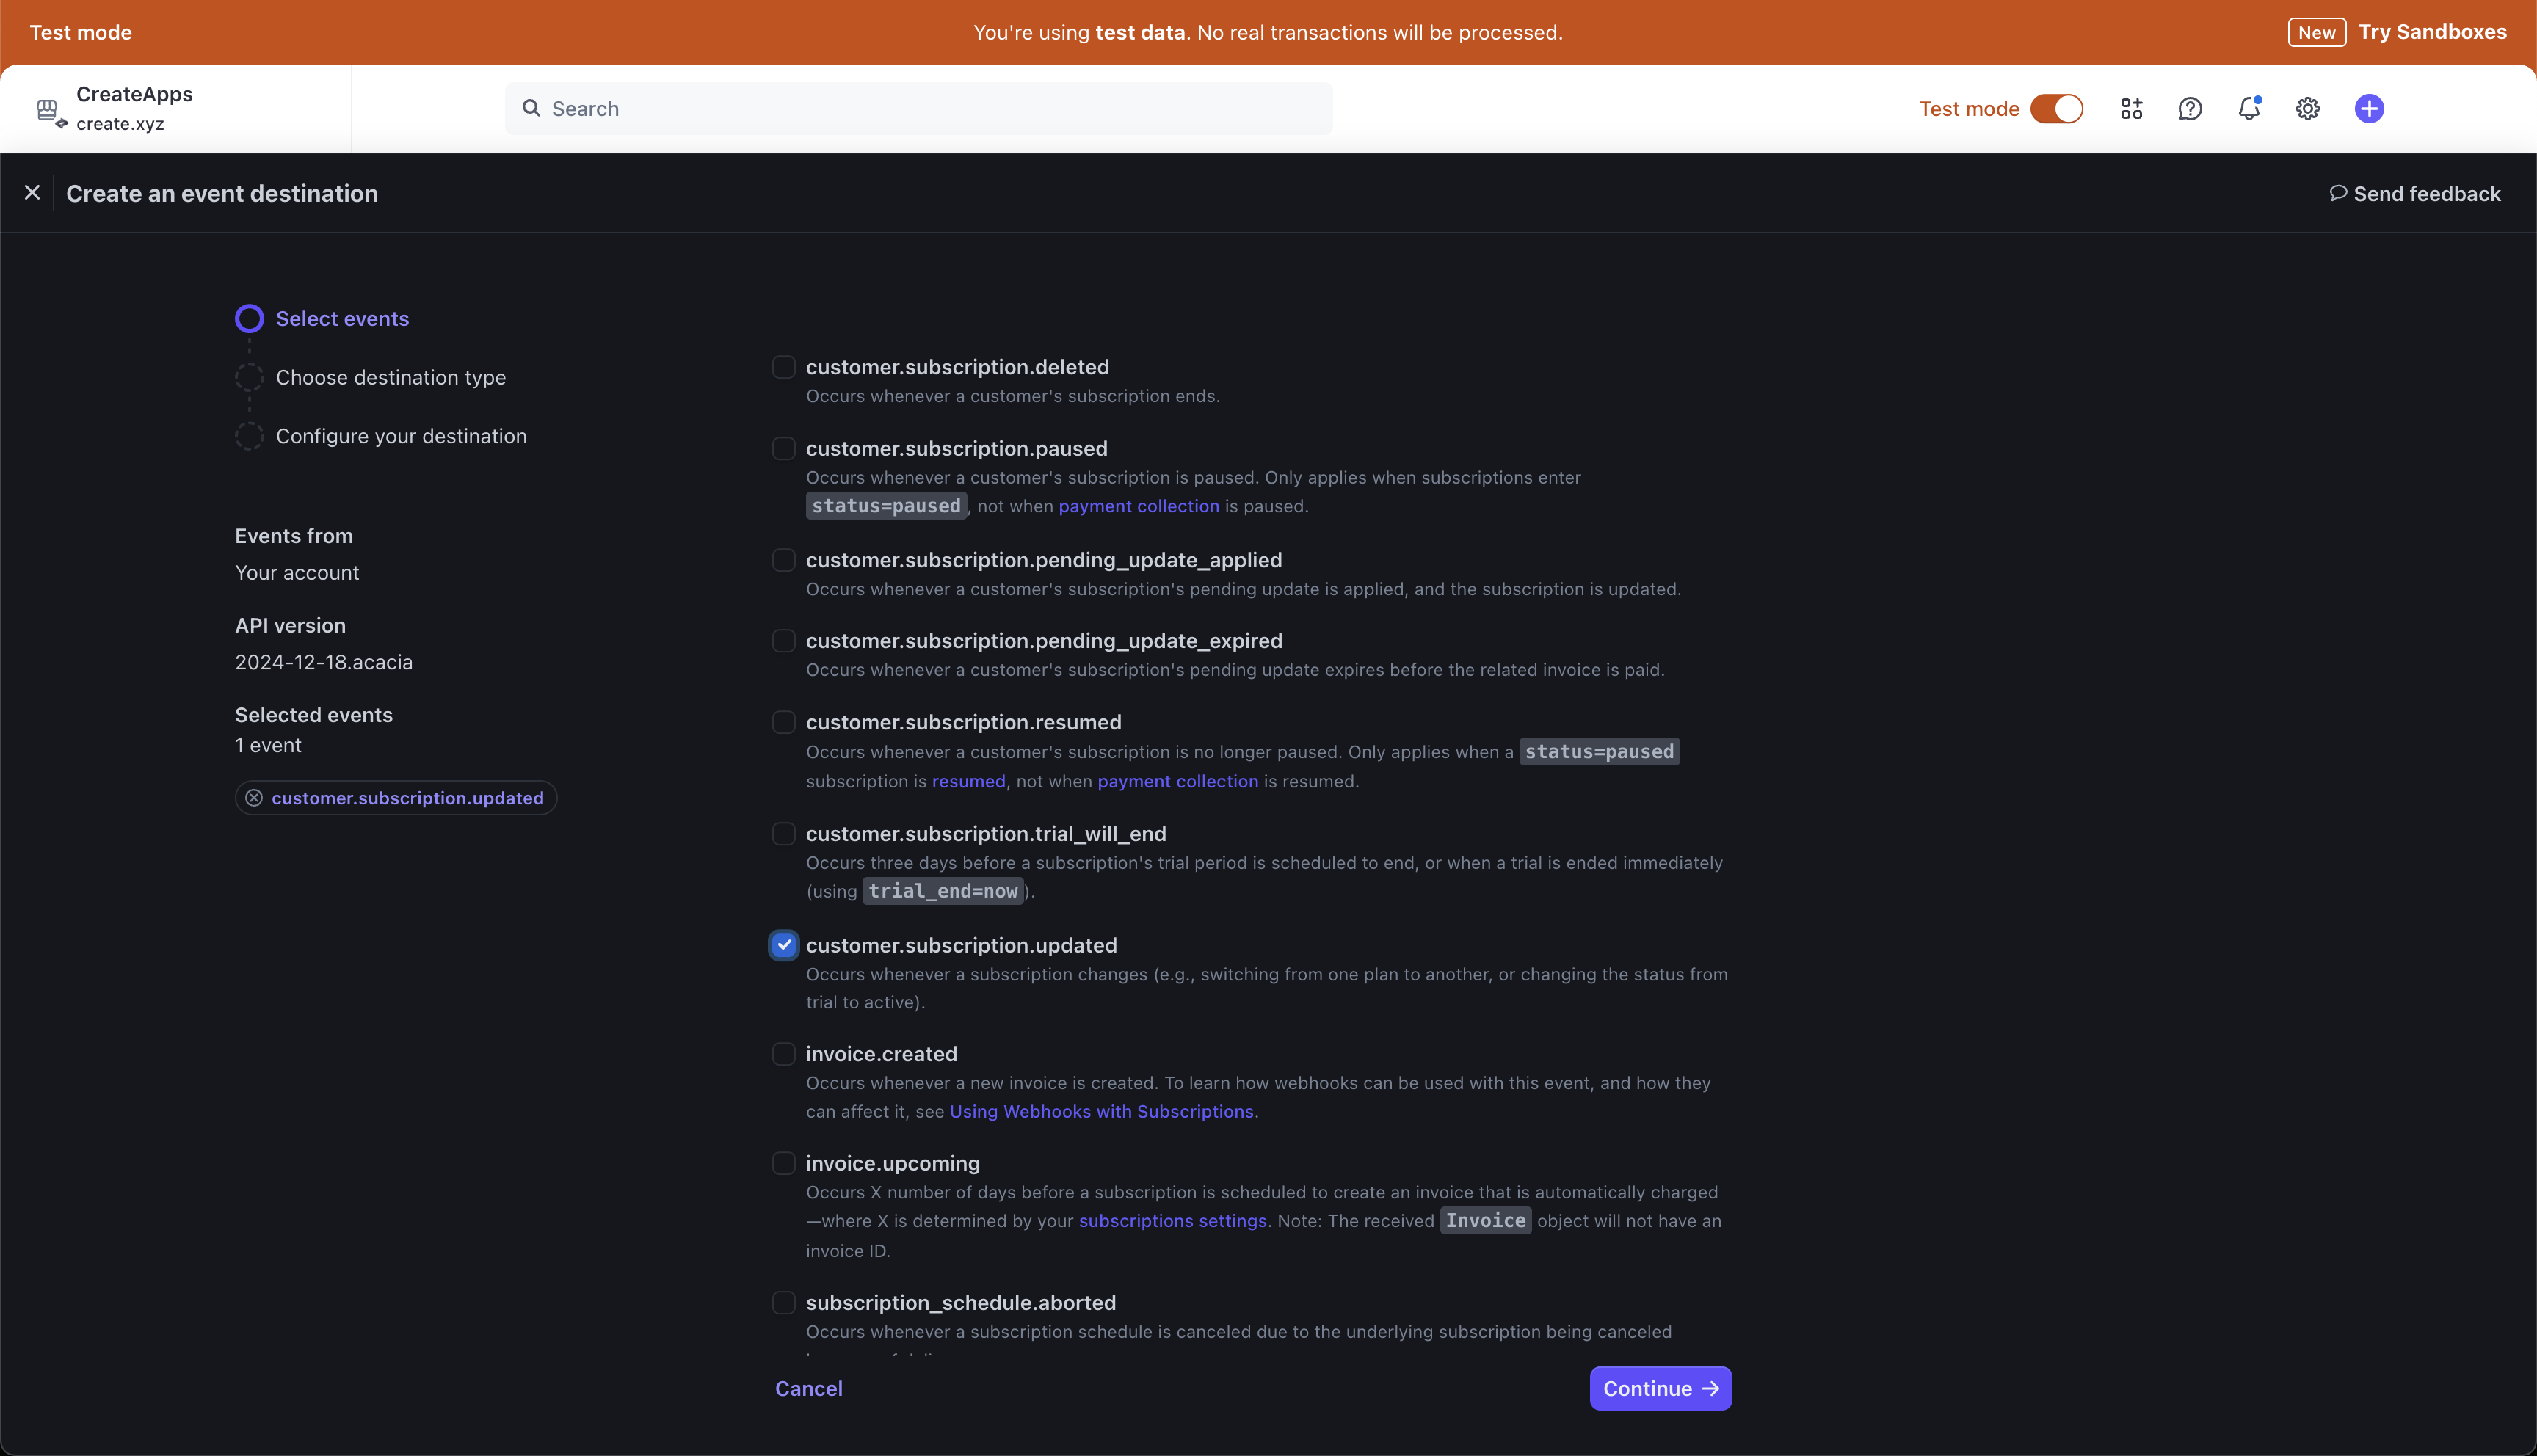 Test mode
You're using test data. No real transactions will be processed.
New Try Sandboxes
CreateApps
create.xyz
Search
Test mode
Create an event destination
Send feedback
Select events
Choose destination type
Configure your destination
Events from
Your account
API version
2024-12-18.acacia
Selected events
1 event
customer.subscription.updated
customer.subscription.deleted
Occurs whenever a customer's subscription ends.
customer.subscription.paused
Occurs whenever a customer's subscription is paused. Only applies when subscriptions enter
status=paused, not when payment collection is paused.
customer.subscription.pending_update_applied
Occurs whenever a customer's subscription's pending update is applied, and the subscription is updated.
customer.subscription.pending_update_expired
Occurs whenever a customer's subscription's pending update expires before the related invoice is paid.
customer.subscription.resumed
Occurs whenever a customer's subscription is no longer paused. Only applies when a status=paused
subscription is resumed, not when payment collection is resumed.
customer.subscription.trial_will_end
Occurs three days before a subscription's trial period is scheduled to end, or when a trial is ended immediately
(using trial_end=now).
customer.subscription.updated
Occurs whenever a subscription changes (e.g., switching from one plan to another, or changing the status from
trial to active).
invoice.created
Occurs whenever a new invoice is created. To learn how webhooks can be used with this event, and how they
can affect it, see Using Webhooks with Subscriptions.
invoice.upcoming
Occurs X number of days before a subscription is scheduled to create an invoice that is automatically charged
—where X is determined by your subscriptions settings. Note: The received Invoice object will not have an
invoice ID.
subscription_schedule.aborted
Occurs whenever a subscription schedule is canceled due to the underlying subscription being canceled
Cancel
Continue →